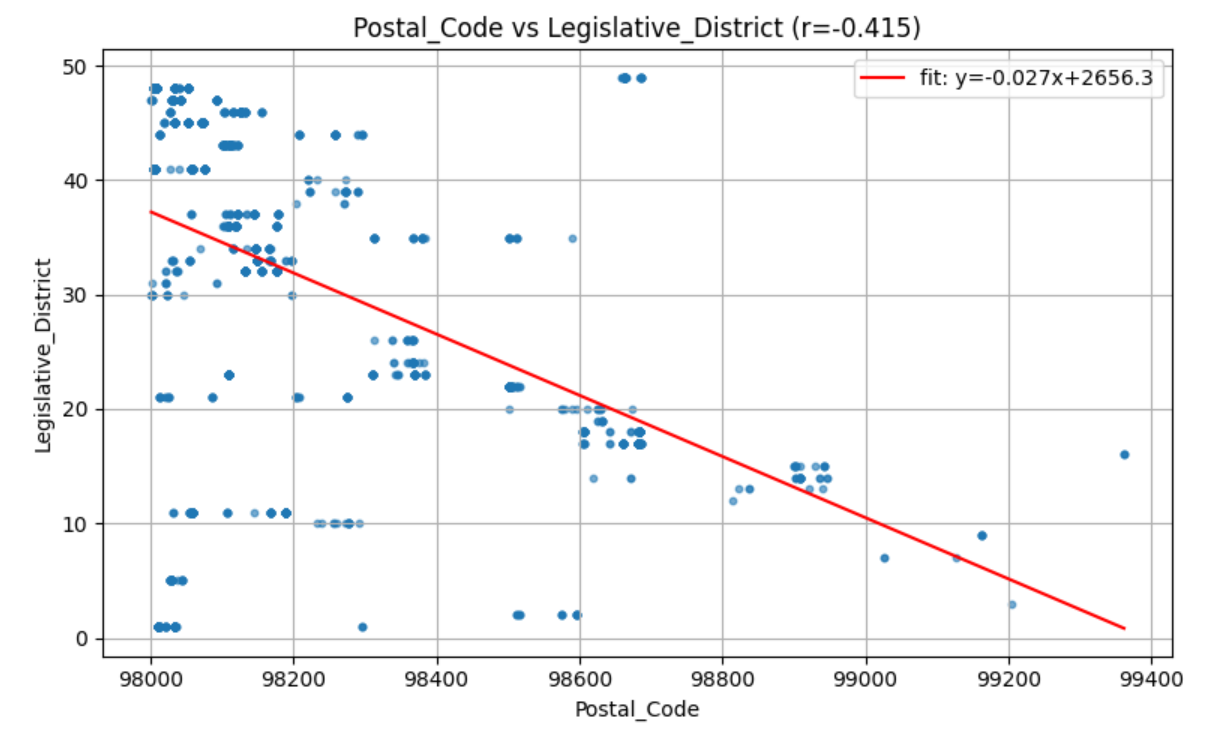 Postal_Code vs Legislative_District (r=-0.415)
fit: y=-0.027x+2656.3
Legislative_District
50
40
30
20
10
0
98000 98200 98400 98600 98800 99000 99200 99400
Postal_Code